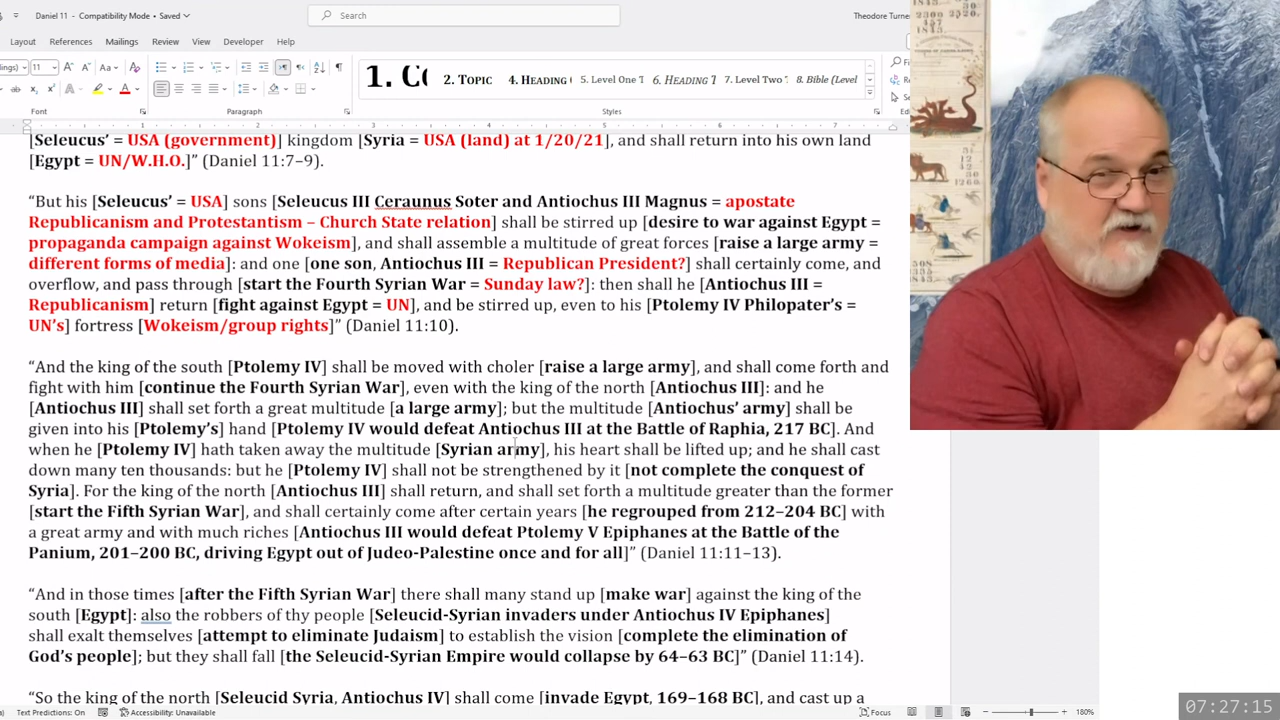 Daniel 11 - Compatibility Mode • Saved
Search
Theodore Turner
Layout References Mailings Review View Developer Help
11
Aa
1. Co
2. Topic
4. Heading
5. Level One
6. Heading
7. Level Two
8. Bible (Level
Font
Paragraph
Styles
Replace
Select
[Seleucus’ = USA (government)] kingdom [Syria = USA (land) at 1/20/21], and shall return into his own land
[Egypt = UN/W.H.O.]” (Daniel 11:7–9).
“But his [Seleucus’ = USA] sons Seleucus III Ceraunus Soter and Antiochus III Magnus = apostate
Republicanism and Protestantism – Church State relation] shall be stirred up [desire to war against Egypt =
propaganda campaign against Wokeism], and shall assemble a multitude of great forces [raise a large army =
different forms of media]: and one [one son, Antiochus III = Republican President?] shall certainly come, and
overflow, and pass through [start the Fourth Syrian War = Sunday law?]: then shall he [Antiochus III =
Republicanism] return [fight against Egypt = UN], and be stirred up, even to his [Ptolemy IV Philopater’s =
UN’s] fortress [Wokeism/group rights]” (Daniel 11:10).
“And the king of the south [Ptolemy IV] shall be moved with choler [raise a large army], and shall come forth and
fight with him [continue the Fourth Syrian War], even with the king of the north [Antiochus III]: and he
[Antiochus III] shall set forth a great multitude [a large army]; but the multitude [Antiochus’ army] shall be
given into his [Ptolemy’s] hand [Ptolemy IV would defeat Antiochus III at the Battle of Raphia, 217 BC]. And
when he [Ptolemy IV] hath taken away the multitude [Syrian army], his heart shall be lifted up; and he shall cast
down many ten thousands: but he [Ptolemy IV] shall not be strengthened by it [not complete the conquest of
Syria]. For the king of the north [Antiochus III] shall return, and shall set forth a multitude greater than the former
[start the Fifth Syrian War], and shall certainly come after certain years [he regrouped from 212–204 BC] with
a great army and with much riches [Antiochus III would defeat Ptolemy V Epiphanes at the Battle of the
Panium, 201–200 BC, driving Egypt out of Judeo-Palestine once and for all]” (Daniel 11:11–13).
“And in those times [after the Fifth Syrian War] there shall many stand up [make war] against the king of the
south [Egypt]: also the robbers of thy people [Seleucid-Syrian invaders under Antiochus IV Epiphanes]
shall exalt themselves [attempt to eliminate Judaism] to establish the vision [complete the elimination of
God’s people]; but they shall fall [the Seleucid-Syrian Empire would collapse by 64–63 BC]” (Daniel 11:14).
“So the king of the north [Seleucid Syria, Antiochus IV] shall come [invade Egypt, 169–168 BC], and cast up a
Text Predictions: On
Accessibility: Unavailable
Focus
180%
2300 2520
457
1843
1843.
12
1260
07:27:15